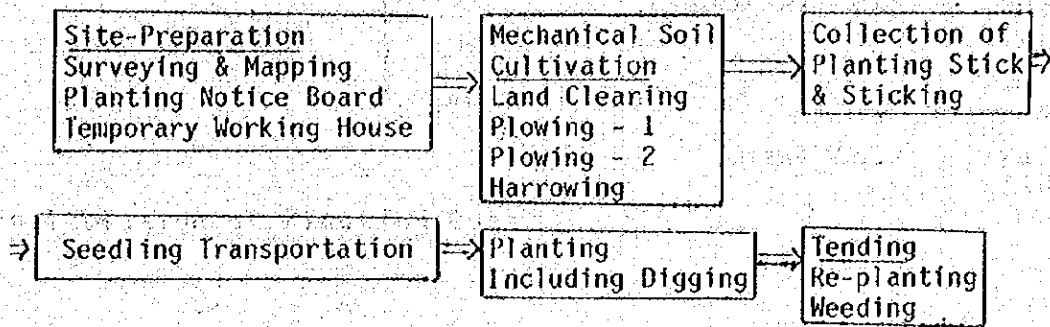 Site-Preparation
Surveying & Mapping
Planting Notice Board
Temporary Working House
Mechanical Soil
Cultivation
Land Clearing
Plowing - 1
Plowing - 2
Harrowing
Collection of
Planting Stick
& Sticking
Seedling Transportation
Planting
Including Digging
Tending
Re-planting
Weeding